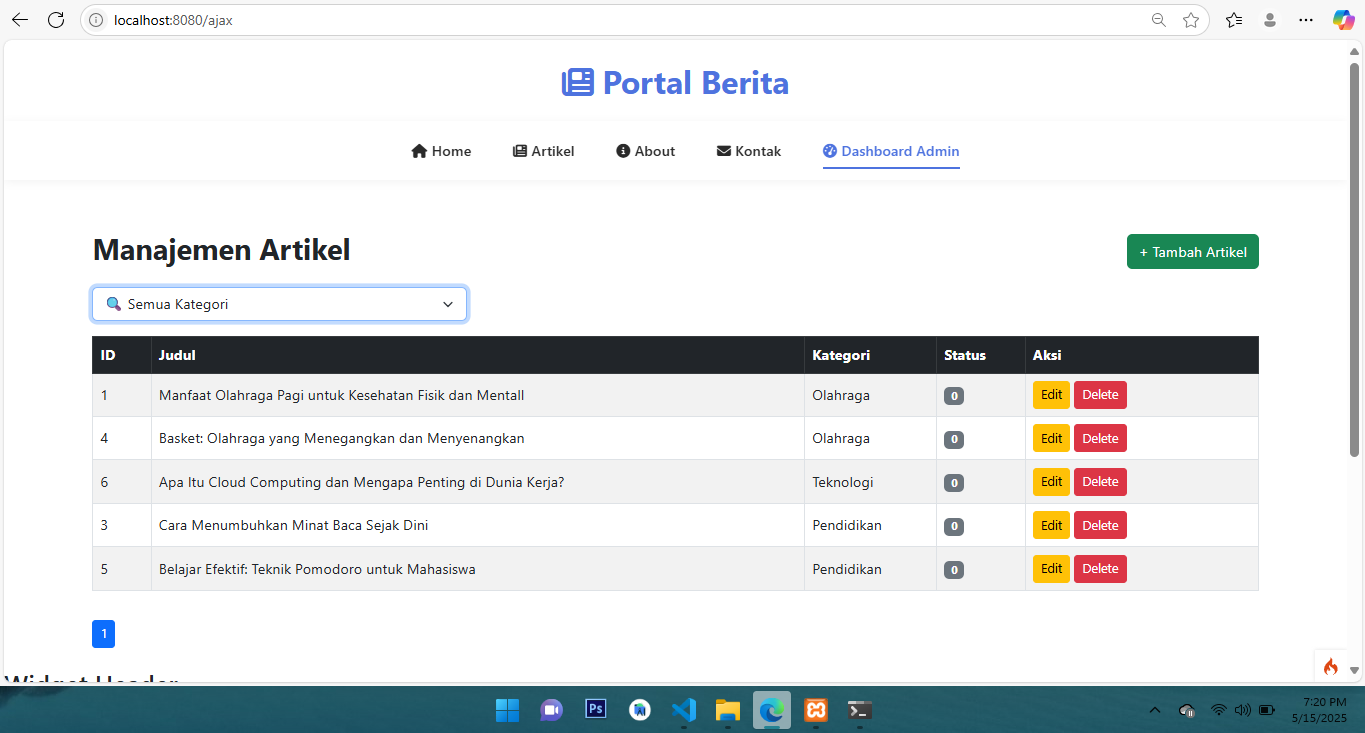 localhost:8080/ajax
Portal Berita
Home Artikel About Kontak Dashboard Admin
Manajemen Artikel
+ Tambah Artikel
Semua Kategori
ID Judul Kategori Status Aksi
1 Manfaat Olahraga Pagi untuk Kesehatan Fisik dan Mentall Olahraga 0 Edit Delete
4 Basket: Olahraga yang Menegangkan dan Menyenangkan Olahraga 0 Edit Delete
6 Apa Itu Cloud Computing dan Mengapa Penting di Dunia Kerja? Teknologi 0 Edit Delete
3 Cara Menumbuhkan Minat Baca Sejak Dini Pendidikan 0 Edit Delete
5 Belajar Efektif: Teknik Pomodoro untuk Mahasiswa Pendidikan 0 Edit Delete
1
Widget Header
Ps
7:20 PM
5/15/2025